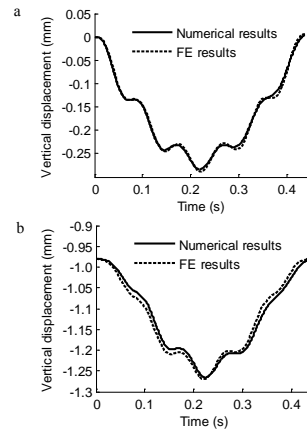 a
0.05
0
-0.05
-0.10
-0.15
-0.20
-0.25
Vertical displacement (mm)
Numerical results
FE results
0 0.1 0.2 0.3 0.4
Time (s)
b
-0.9
-0.95
-1.0
-1.05
-1.1
-1.15
-1.2
-1.25
-1.3
Vertical displacement (mm)
Numerical results
FE results
0 0.1 0.2 0.3 0.4
Time (s)